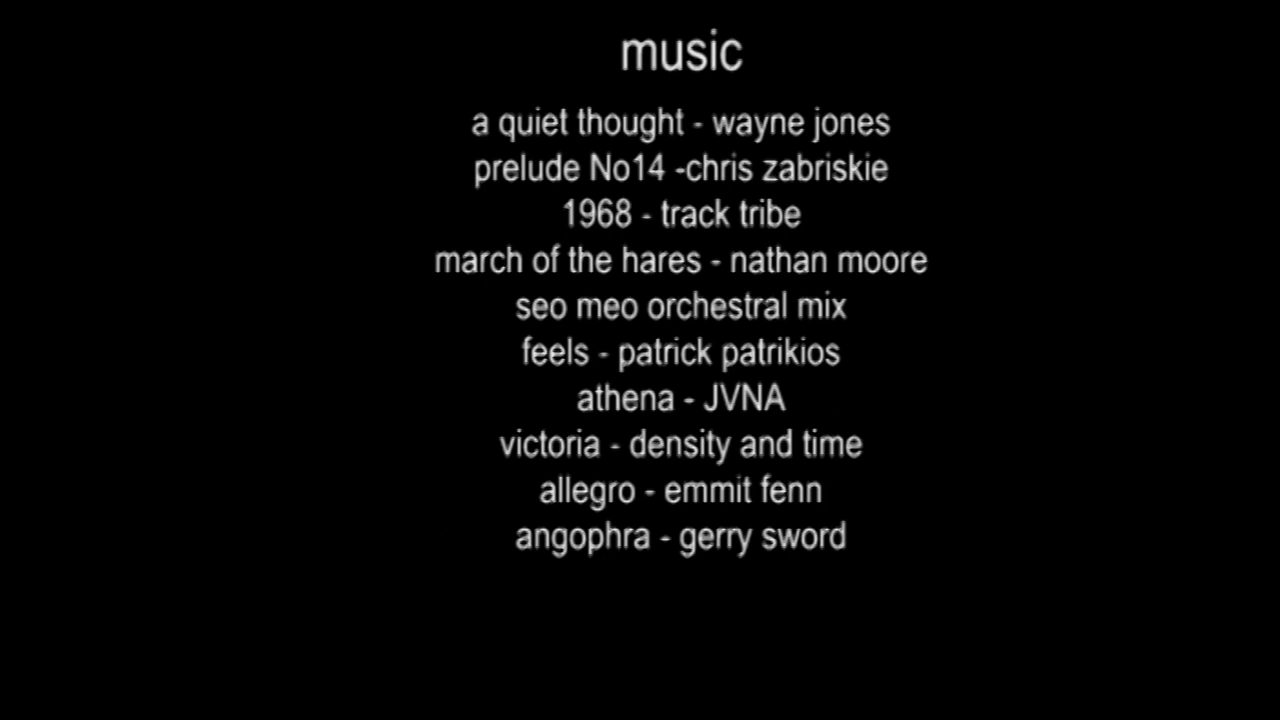 music
a quiet thought - wayne jones
prelude No14 -chris zabriskie
1968 - track tribe
march of the hares - nathan moore
seo meo orchestral mix
feels - patrick patrikios
athena - JVNA
victoria - density and time
allegro - emmit fenn
angophra - gerry sword